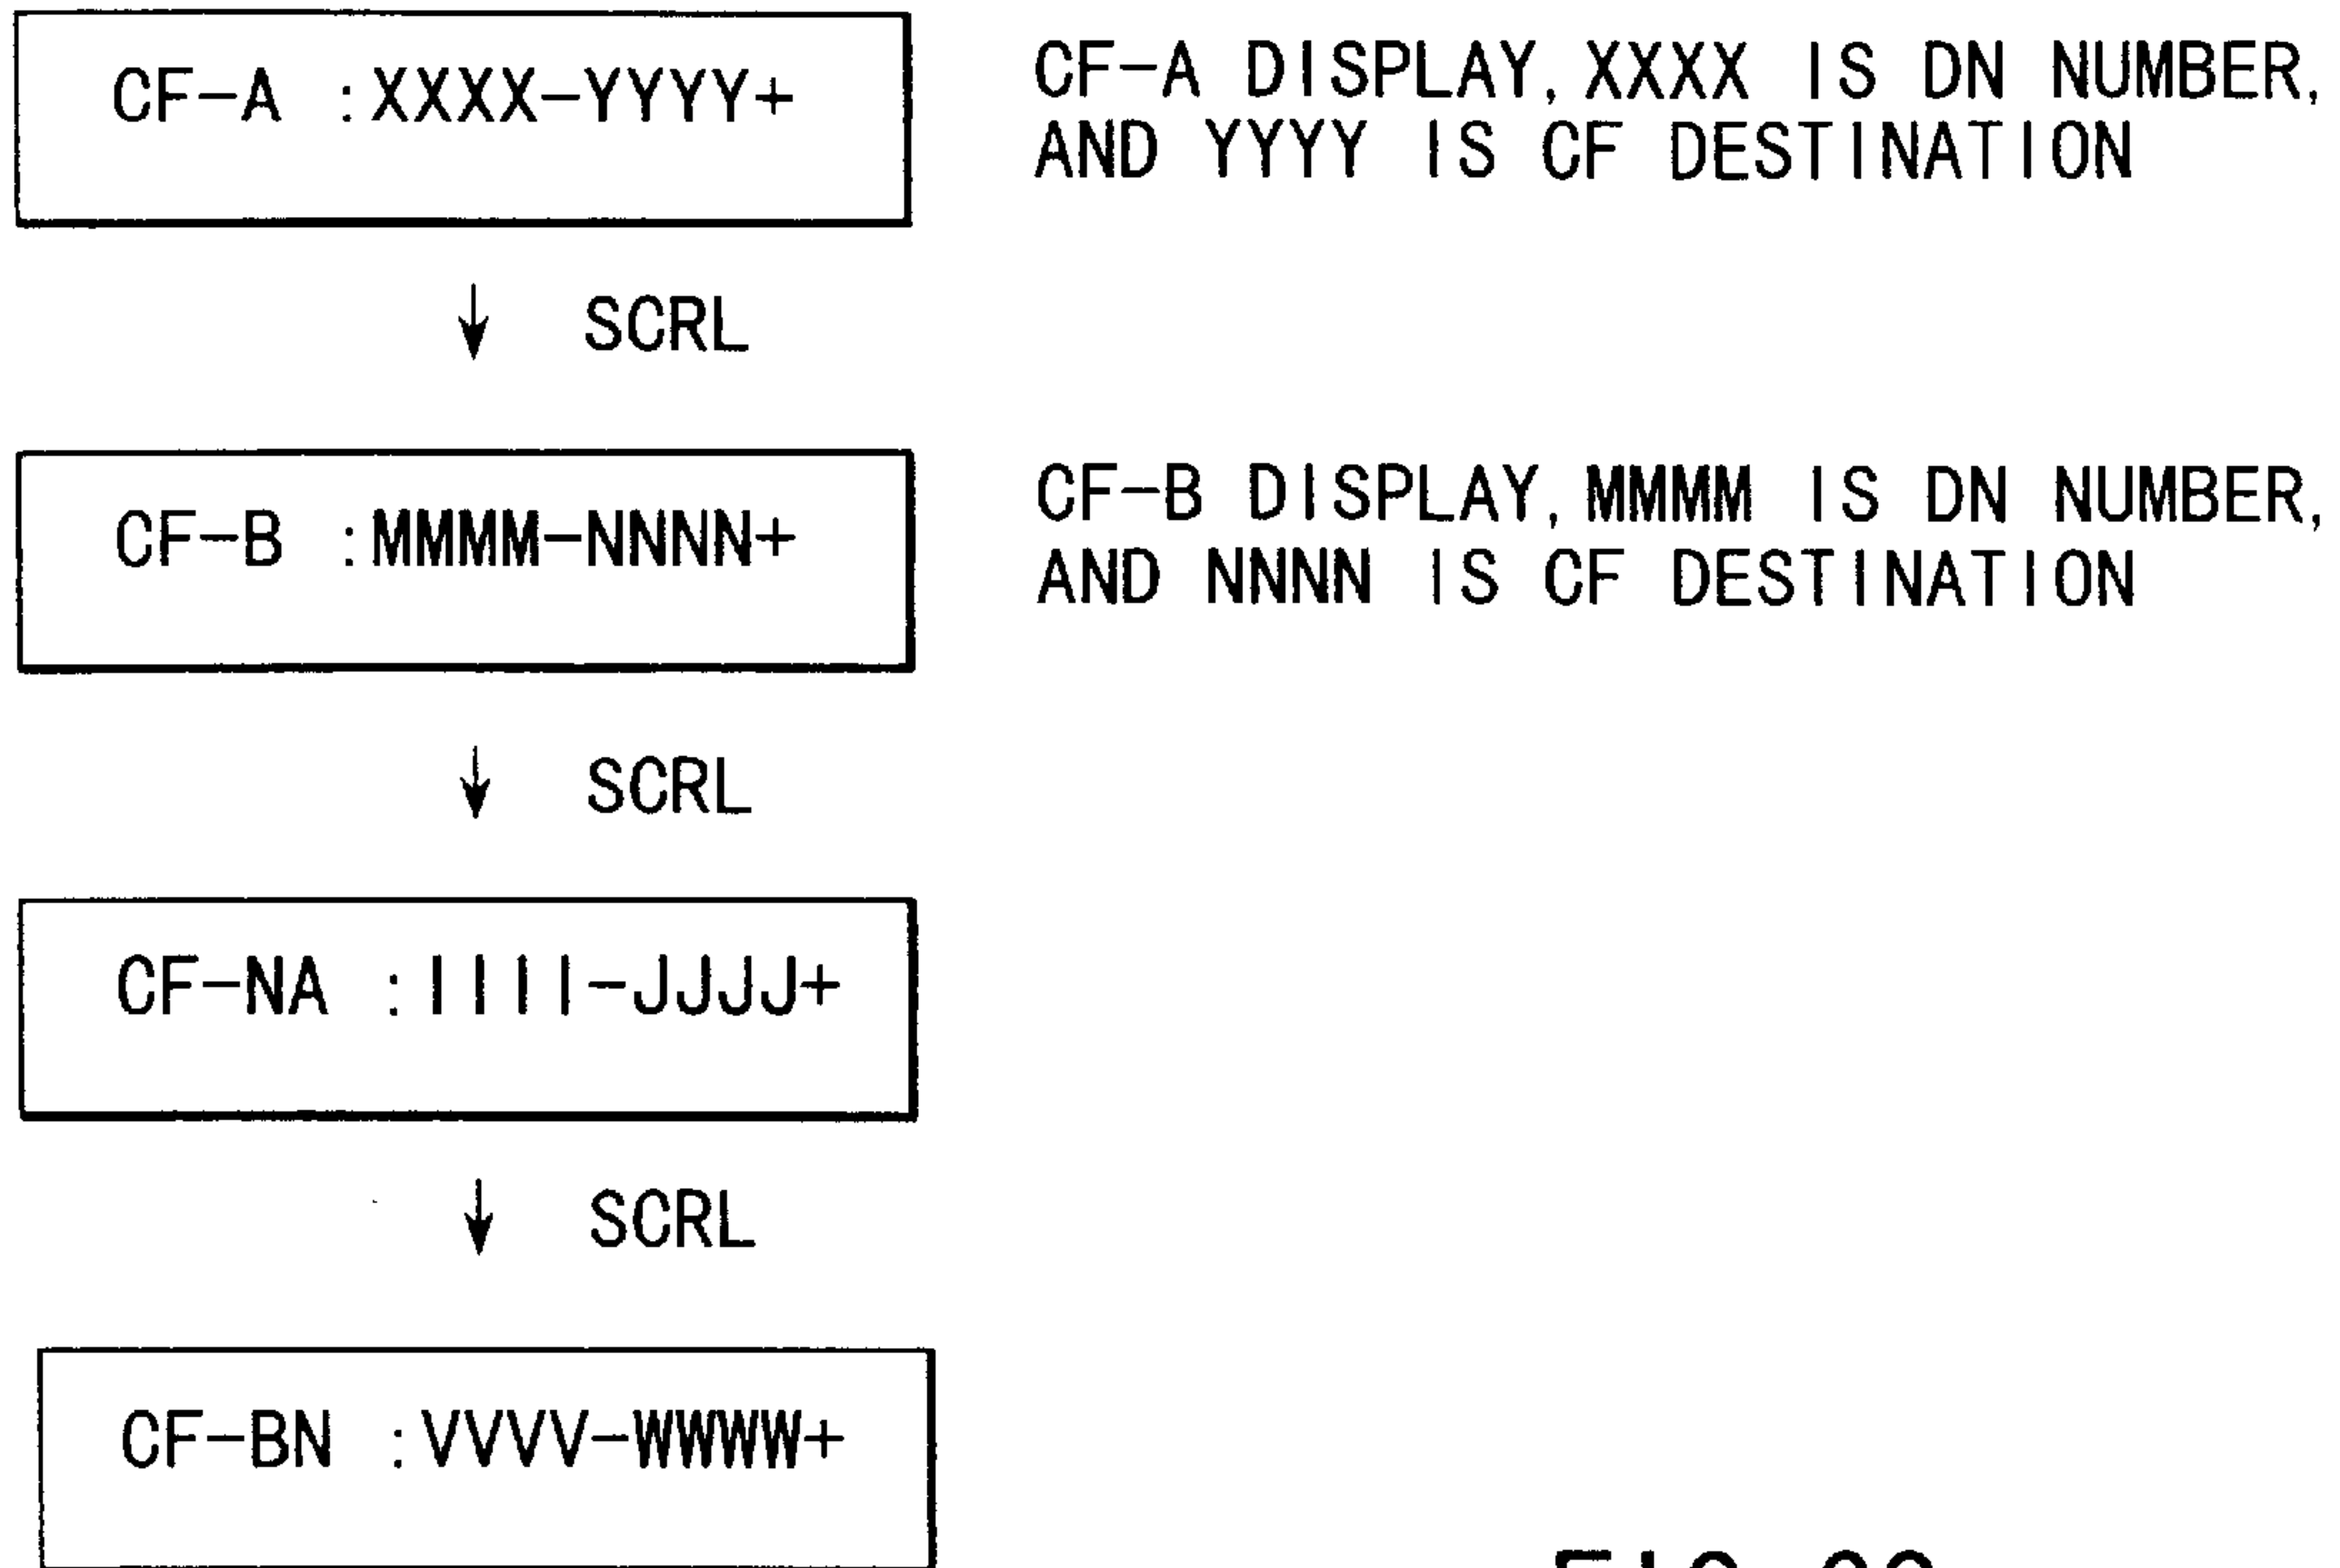 CF-A :XXXX-YYYY+
CF-A DISPLAY, XXXX IS DN NUMBER,
AND YYYY IS CF DESTINATION
↓ SCRL
CF-B :MMMM-NNNN+
CF-B DISPLAY, MMMM IS DN NUMBER,
AND NNNN IS CF DESTINATION
↓ SCRL
CF-NA :IIII-JJJJ+
↓ SCRL
CF-BN :VVVV-WWWW+